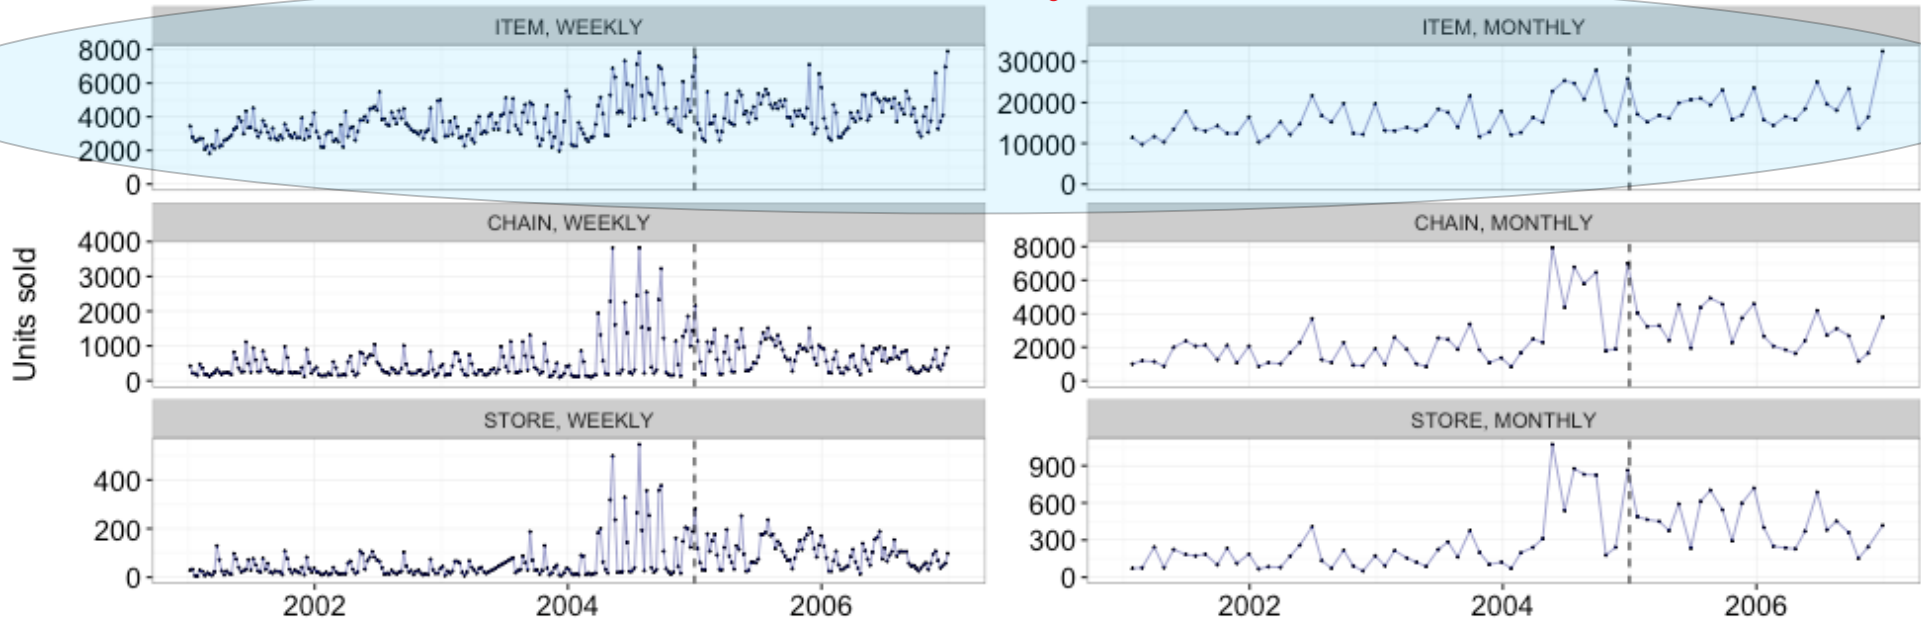 ITEM, WEEKLY
8000
6000
4000
2000
0
ITEM, MONTHLY
30000
20000
10000
0
Units sold
CHAIN, WEEKLY
4000
3000
2000
1000
0
CHAIN, MONTHLY
8000
6000
4000
2000
0
STORE, WEEKLY
400
200
0
2002 2004 2006
STORE, MONTHLY
900
600
300
0
2002 2004 2006